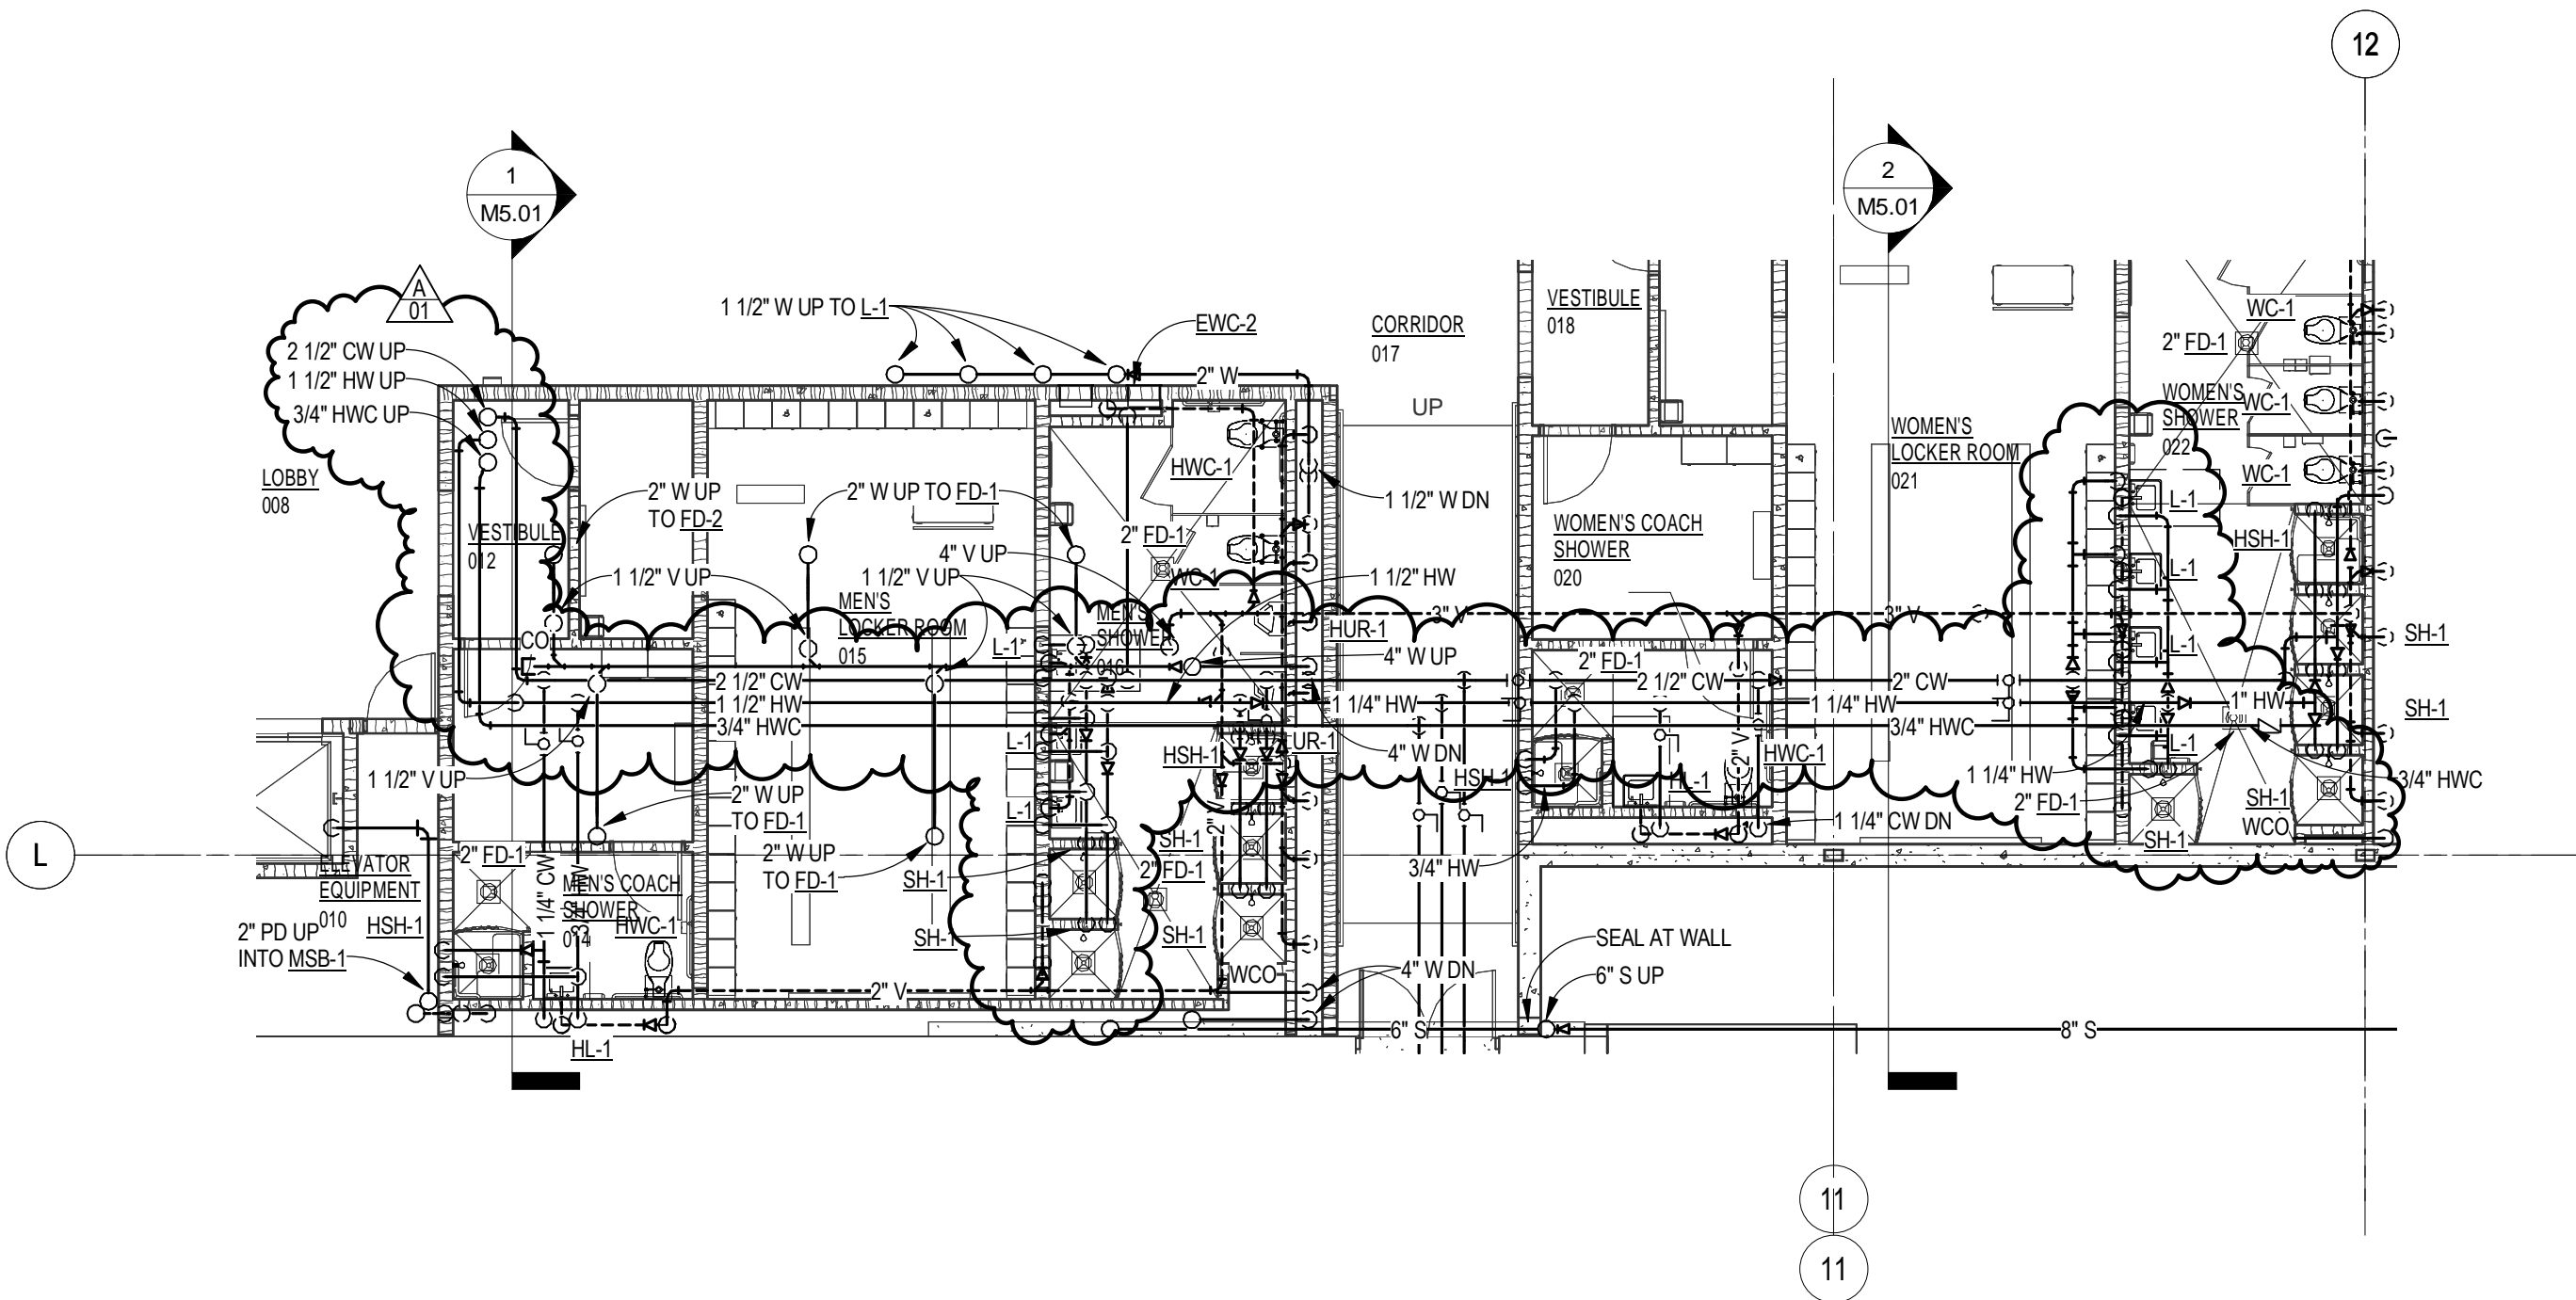 12
1
M5.01
2
M5.01
A
01
2 1/2" CW UP
1 1/2" HW UP
3/4" HWC UP
1 1/2" W UP TO L-1
EWC-2
2" W
CORRIDOR
017
UP
VESTIBULE
018
WC-1
2" FD-1
WOMEN'S
SHOWER
022
WC-1
WC-1
LOBBY
008
VESTIBULE
012
2" W UP
TO FD-2
2" W UP TO FD-1
HWC-1
2" FD-1
1 1/2" W DN
WOMEN'S COACH
SHOWER
020
WOMEN'S
LOCKER ROOM
021
L-1
L-1
L-1
L-1
HSH-1
4" V UP
1 1/2" V UP
1 1/2" V UP
WC-1
1 1/2" HW
MEN'S
LOCKER ROOM
015
MEN'S
SHOWER
016
L-1
HUR-1
3" V
3" V
CO
4" W UP
2" FD-1
SH-1
2 1/2" CW
2 1/2" CW
2" CW
1 1/2" HW
1 1/4" HW
1 1/4" HW
1" HW
3/4" HWC
3/4" HWC
SH-1
L-1
HSH-1
UR-1
4" W DN
HSH-1
HL-1
2" V
HWC-1
1 1/4" HW
3/4" HWC
1 1/2" V UP
2" W UP
TO FD-1
L-1
2" V
2" FD-1
SH-1
WCO
1 1/4" CW DN
SH-1
L
2" FD-1
1 1/4" CW
3/4" HW
2" W UP
TO FD-1
SH-1
SH-1
2" FD-1
3/4" HW
ELEVATOR
EQUIPMENT
010
MEN'S COACH
SHOWER
014
HWC-1
HSH-1
2" PD UP
INTO MSB-1
SH-1
SH-1
WCO
4" W DN
SEAL AT WALL
6" S UP
2" V
6" S
8" S
HL-1
11
11